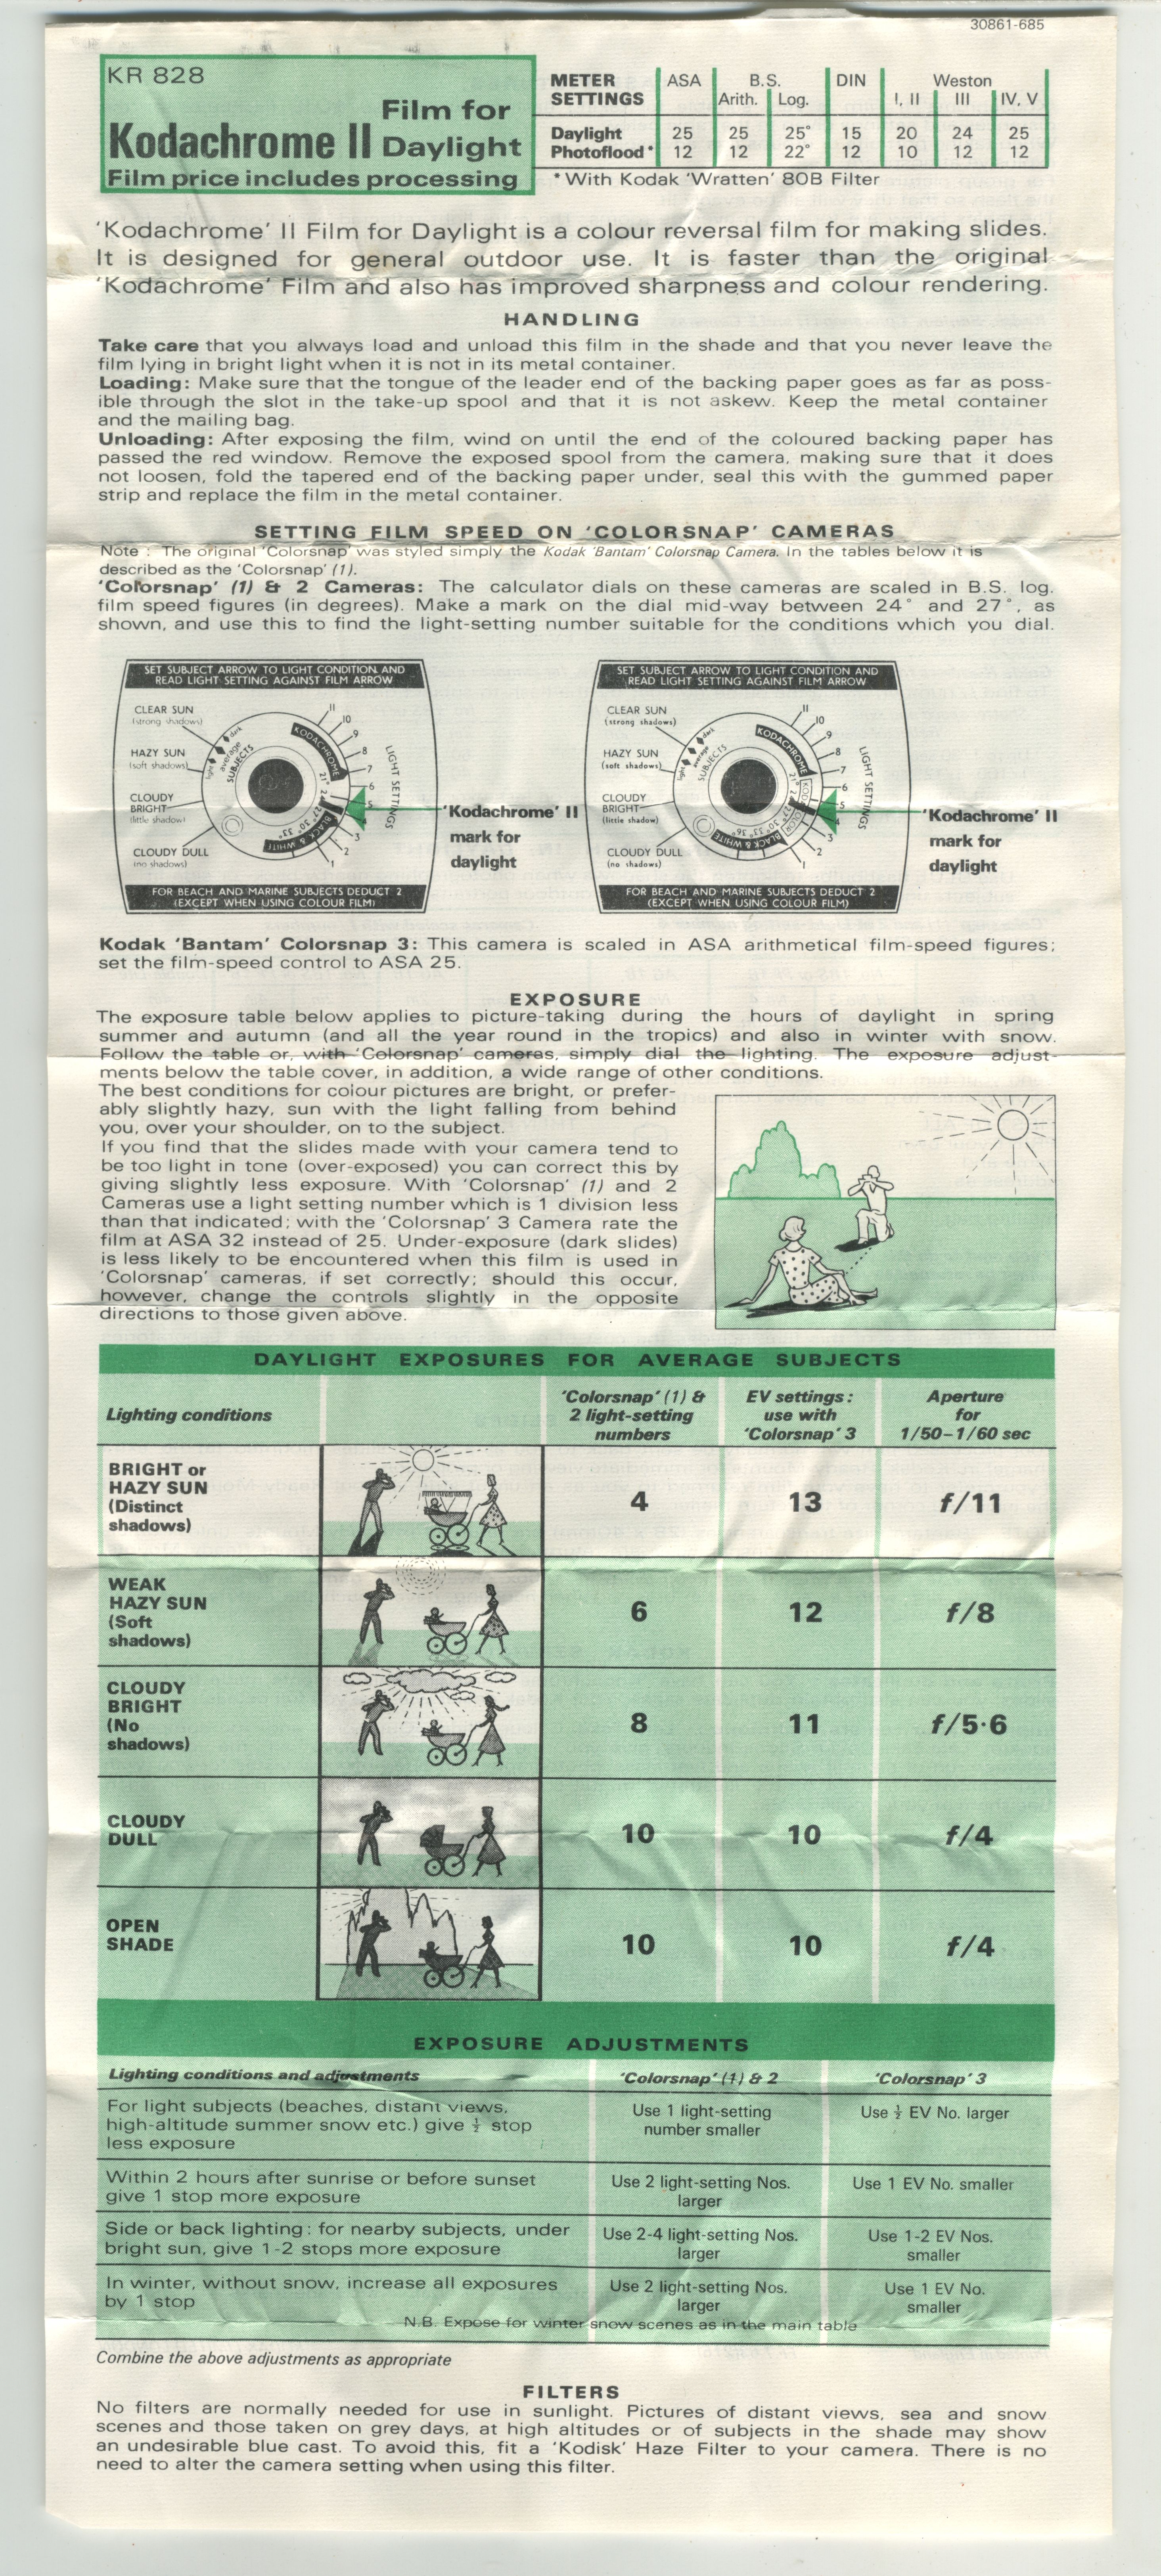 30861-685
KR 828
Film for
Kodachrome II Daylight
Film price includes processing
METER SETTINGS ASA B.S. DIN Weston
Arith. Log. I, II III IV, V
Daylight 25 25 25° 15 20 24 25
Photoflood* 12 12 22° 12 10 12 12
*With Kodak 'Wratten' 80B Filter
'Kodachrome' II Film for Daylight is a colour reversal film for making slides.
It is designed for general outdoor use. It is faster than the original
'Kodachrome' Film and also has improved sharpness and colour rendering.
HANDLING
Take care that you always load and unload this film in the shade and that you never leave the
film lying in bright light when it is not in its metal container.
Loading: Make sure that the tongue of the leader end of the backing paper goes as far as poss-
ible through the slot in the take-up spool and that it is not askew. Keep the metal container
and the mailing bag.
Unloading: After exposing the film, wind on until the end of the coloured backing paper has
passed the red window. Remove the exposed spool from the camera, making sure that it does
not loosen, fold the tapered end of the backing paper under, seal this with the gummed paper
strip and replace the film in the metal container.
SETTING FILM SPEED ON 'COLORSNAP' CAMERAS
Note : The original 'Colorsnap' was styled simply the Kodak 'Bantam' Colorsnap Camera. In the tables below it is
described as the 'Colorsnap' (1).
'Colorsnap' (1) & 2 Cameras: The calculator dials on these cameras are scaled in B.S. log.
film speed figures (in degrees). Make a mark on the dial mid-way between 24° and 27°, as
shown, and use this to find the light-setting number suitable for the conditions which you dial.
SET SUBJECT ARROW TO LIGHT CONDITION AND
READ LIGHT SETTING AGAINST FILM ARROW
CLEAR SUN
(strong shadows)
HAZY SUN
(soft shadows)
CLOUDY
BRIGHT
(little shadow)
CLOUDY DULL
(no shadows)
light average dark
SUBJECTS
KODACHROME
21° 24° 27° 30° 33°
BLACK & WHITE
11 10 9 8 7 6 5 4 3 2 1
LIGHT SETTINGS
FOR BEACH AND MARINE SUBJECTS DEDUCT 2
(EXCEPT WHEN USING COLOUR FILM)
'Kodachrome' II
mark for
daylight
SET SUBJECT ARROW TO LIGHT CONDITION AND
READ LIGHT SETTING AGAINST FILM ARROW
CLEAR SUN
(strong shadows)
HAZY SUN
(soft shadows)
CLOUDY
BRIGHT
(little shadow)
CLOUDY DULL
(no shadows)
light average dark
SUBJECTS
KODACHROME
21° 30° 33° 36°
BLACK & WHITE
11 10 9 8 7 6 5 4 3 2 1
LIGHT SETTINGS
FOR BEACH AND MARINE SUBJECTS DEDUCT 2
(EXCEPT WHEN USING COLOUR FILM)
'Kodachrome' II
mark for
daylight
Kodak 'Bantam' Colorsnap 3: This camera is scaled in ASA arithmetical film-speed figures;
set the film-speed control to ASA 25.
EXPOSURE
The exposure table below applies to picture-taking during the hours of daylight in spring
summer and autumn (and all the year round in the tropics) and also in winter with snow.
Follow the table or, with 'Colorsnap' cameras, simply dial the lighting. The exposure adjust-
ments below the table cover, in addition, a wide range of other conditions.
The best conditions for colour pictures are bright, or prefer-
ably slightly hazy, sun with the light falling from behind
you, over your shoulder, on to the subject.
If you find that the slides made with your camera tend to
be too light in tone (over-exposed) you can correct this by
giving slightly less exposure. With 'Colorsnap' (1) and 2
Cameras use a light setting number which is 1 division less
than that indicated; with the 'Colorsnap' 3 Camera rate the
film at ASA 32 instead of 25. Under-exposure (dark slides)
is less likely to be encountered when this film is used in
'Colorsnap' cameras, if set correctly; should this occur,
however, change the controls slightly in the opposite
directions to those given above.
DAYLIGHT EXPOSURES FOR AVERAGE SUBJECTS
Lighting conditions
'Colorsnap' (1) &
2 light-setting
numbers
EV settings:
use with
'Colorsnap' 3
Aperture
for
1/50–1/60 sec
BRIGHT or
HAZY SUN
(Distinct
shadows)
4 13 f/11
WEAK
HAZY SUN
(Soft
shadows)
6 12 f/8
CLOUDY
BRIGHT
(No
shadows)
8 11 f/5·6
CLOUDY
DULL
10 10 f/4
OPEN
SHADE
10 10 f/4
EXPOSURE ADJUSTMENTS
Lighting conditions and adjustments 'Colorsnap' (1) & 2 'Colorsnap' 3
For light subjects (beaches, distant views,
high-altitude summer snow etc.) give ½ stop
less exposure
Use 1 light-setting
number smaller
Use ½ EV No. larger
Within 2 hours after sunrise or before sunset
give 1 stop more exposure
Use 2 light-setting Nos.
larger
Use 1 EV No. smaller
Side or back lighting: for nearby subjects, under
bright sun, give 1-2 stops more exposure
Use 2-4 light-setting Nos.
larger
Use 1-2 EV Nos.
smaller
In winter, without snow, increase all exposures
by 1 stop
Use 2 light-setting Nos.
larger
Use 1 EV No.
smaller
N.B. Expose for winter snow scenes as in the main table
Combine the above adjustments as appropriate
FILTERS
No filters are normally needed for use in sunlight. Pictures of distant views, sea and snow
scenes and those taken on grey days, at high altitudes or of subjects in the shade may show
an undesirable blue cast. To avoid this, fit a 'Kodisk' Haze Filter to your camera. There is no
need to alter the camera setting when using this filter.